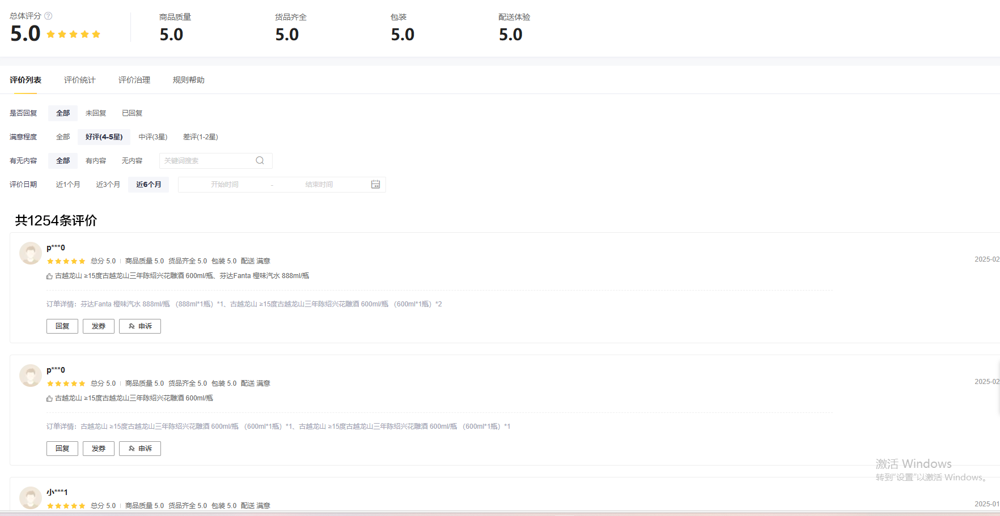 总体评分
5.0
商品质量
5.0
货品齐全
5.0
包装
5.0
配送体验
5.0
评价列表 评价统计 评价治理 规则帮助
是否回复 全部 未回复 已回复
满意程度 全部 好评(4-5星) 中评(3星) 差评(1-2星)
有无内容 全部 有内容 无内容 关键词搜索
评价日期 近1个月 近3个月 近6个月 开始时间 - 结束时间
共1254条评价
p***0
总分 5.0 商品质量 5.0 货品齐全 5.0 包装 5.0 配送 满意
2025-02
古越龙山 ≥15度古越龙山三年陈绍兴花雕酒 600ml/瓶、芬达Fanta 橙味汽水 888ml/瓶
订单详情：芬达Fanta 橙味汽水 888ml/瓶 （888ml*1瓶）*1、古越龙山 ≥15度古越龙山三年陈绍兴花雕酒 600ml/瓶 （600ml*1瓶）*2
回复 发券 申诉
p***0
总分 5.0 商品质量 5.0 货品齐全 5.0 包装 5.0 配送 满意
2025-02
古越龙山 ≥15度古越龙山三年陈绍兴花雕酒 600ml/瓶
订单详情：古越龙山 ≥15度古越龙山三年陈绍兴花雕酒 600ml/瓶 （600ml*1瓶）*1、古越龙山 ≥15度古越龙山三年陈绍兴花雕酒 600ml/瓶 （600ml*1瓶）*1
回复 发券 申诉
激活 Windows
转到"设置"以激活 Windows。
小***1
总分 5.0 商品质量 5.0 货品齐全 5.0 包装 5.0 配送 满意
2025-01